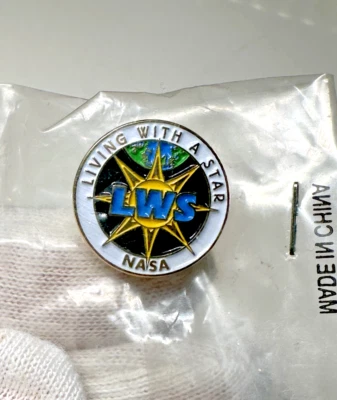 LIVING WITH A STAR
LWS
NASA
MADE IN CHINA